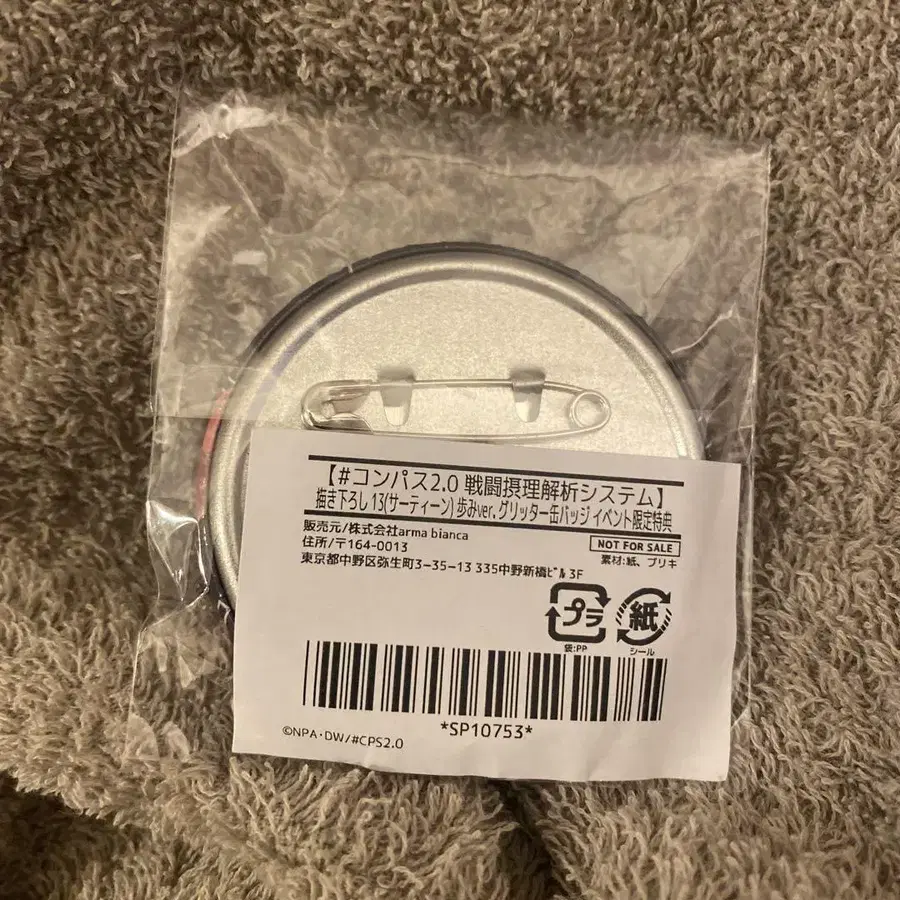 【#コンパス2.0 戦闘摂理解析システム】
描き下ろし 13(サーティーン) 歩みver. グリッター缶バッジ イベント限定特典
販売元/株式会社arma bianca
NOT FOR SALE
住所/〒164-0013
素材:紙、ブリキ
東京都中野区弥生町3-35-13 335中野新橋ビル 3F
プラ
紙
袋:PP
シール
*SP10753*
©NPA・DW/#CPS2.0